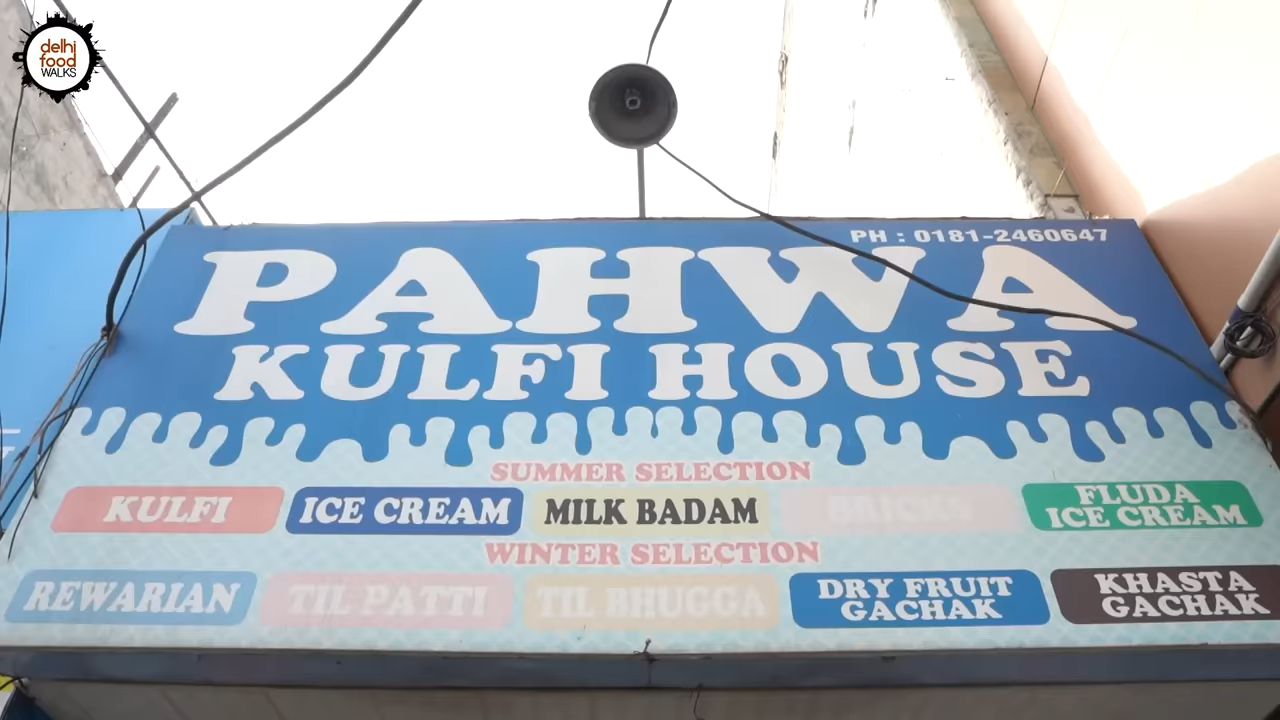 delhi
food
WALKS
PH : 0181-2460647
PAHWA
KULFI HOUSE
SUMMER SELECTION
KULFI ICE CREAM MILK BADAM FLUDA ICE CREAM
WINTER SELECTION
REWARIAN TIL PATTI TIL BHUGGA DRY FRUIT GACHAK KHASTA GACHAK